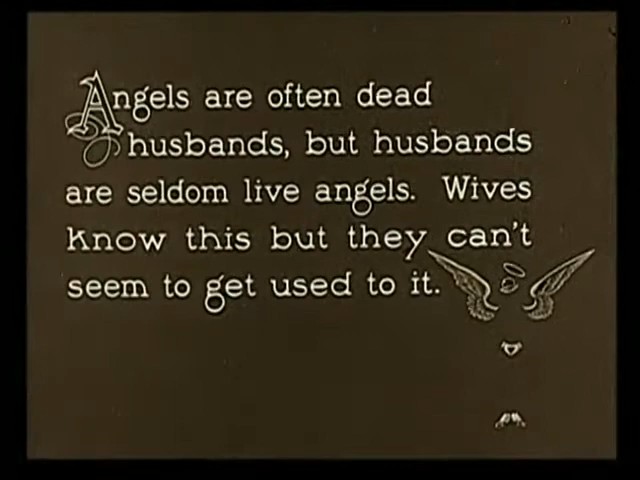 Angels are often dead
husbands, but husbands
are seldom live angels. Wives
know this but they can't
seem to get used to it.